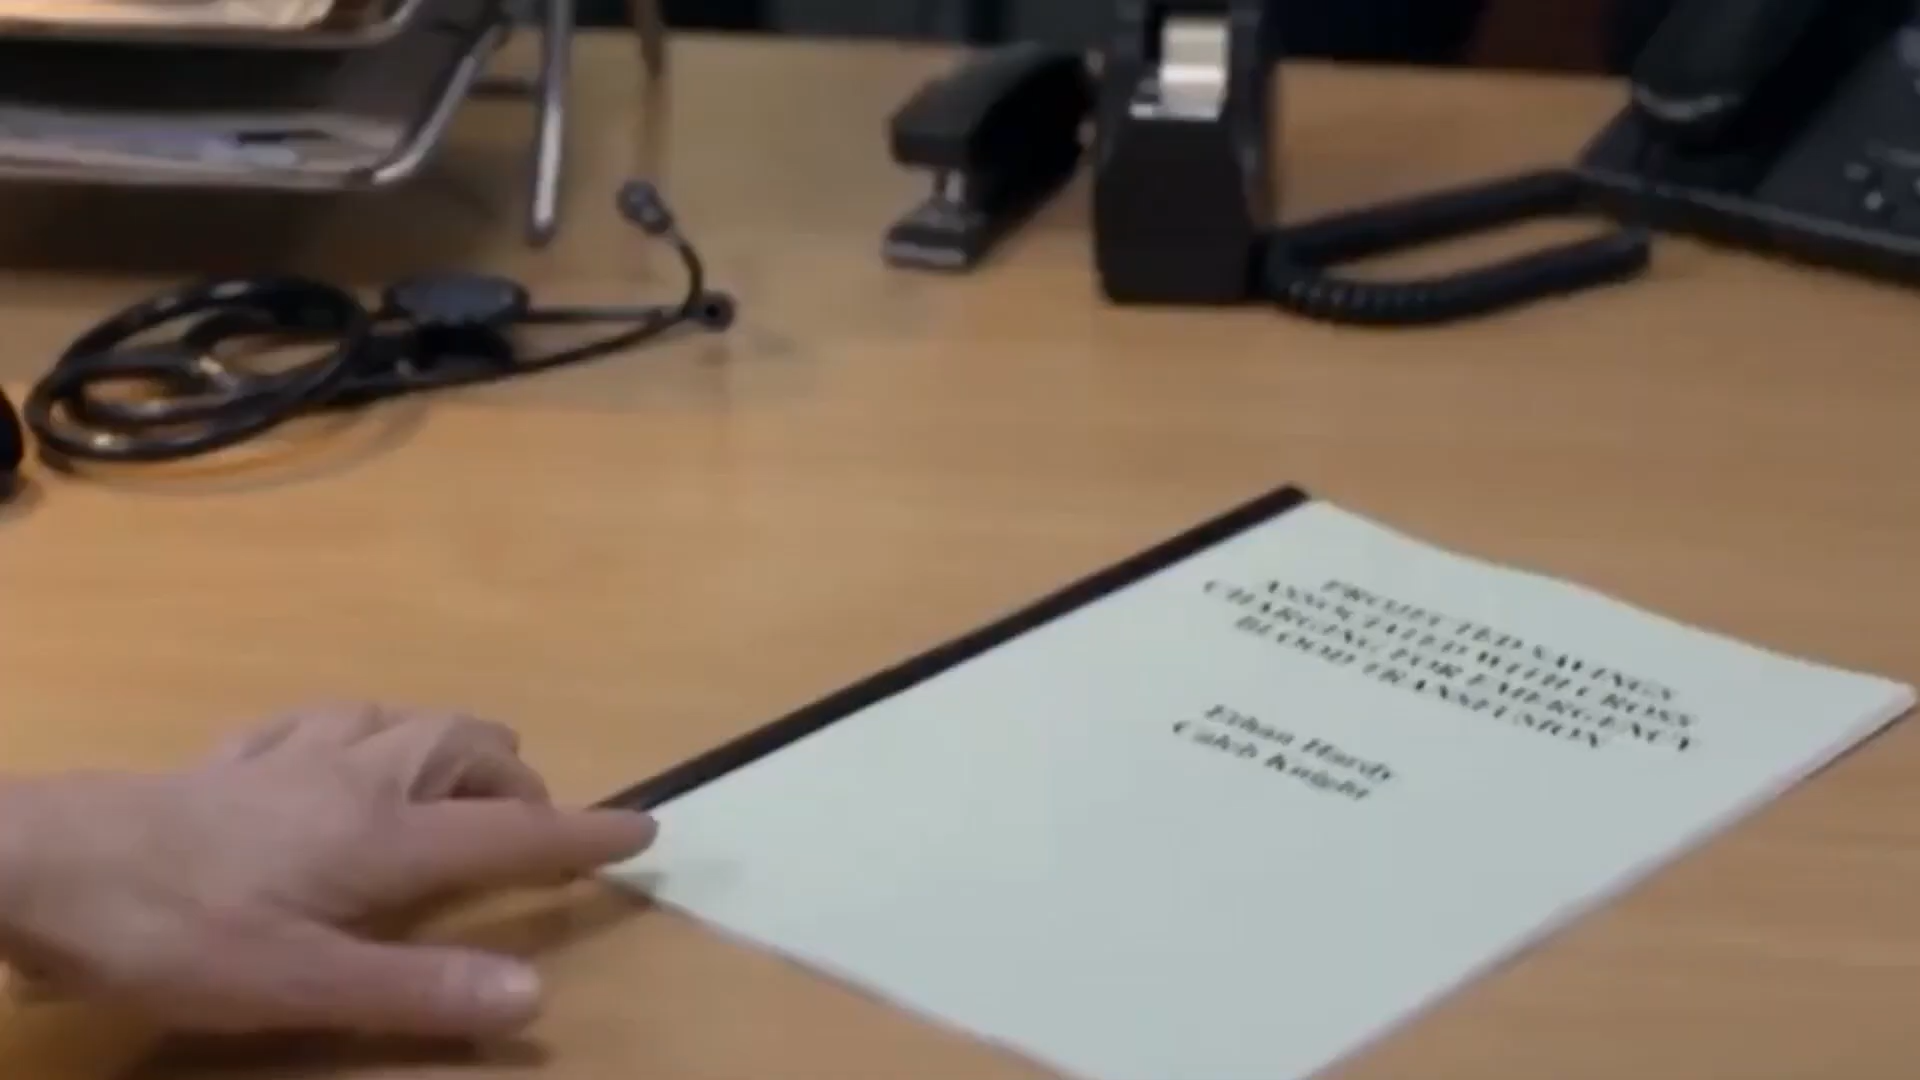 PROJECTED SAVINGS
ASSOCIATED WITH CROSS
CHARGING FOR EMERGENCY
BLOOD TRANSFUSION
Ethan Hardy
Caleb Knight